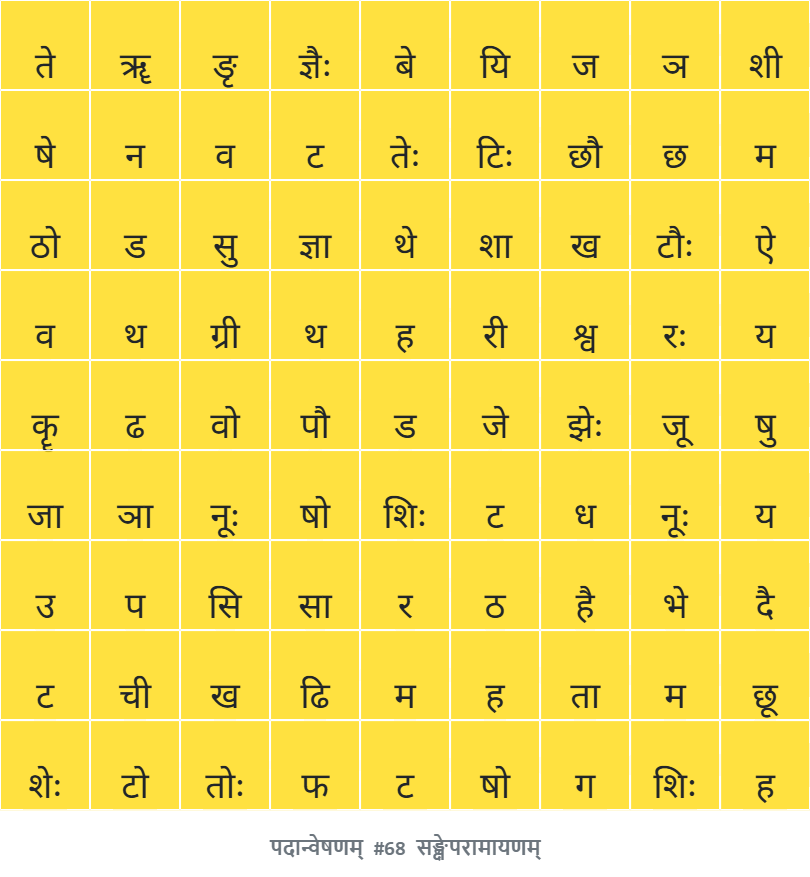 ते ॠ ङृ ज्ञैः बे यि ज ञ शी
षे न व ट तेः टिः छौ छ म
ठो ड सु ज्ञा थे शा ख टौः ऐ
व थ ग्री थ ह री श्व रः य
कॄ ढ वो पौ ड जे झेः जू षु
जा ञा नूः षो शिः ट ध नूः य
उ प सि सा र ठ है भे दै
ट ची ख ढि म ह ता म छू
शेः टो तोः फ ट षो ग शिः ह
पदान्वेषणम् #68 सङ्क्षेपरामायणम्